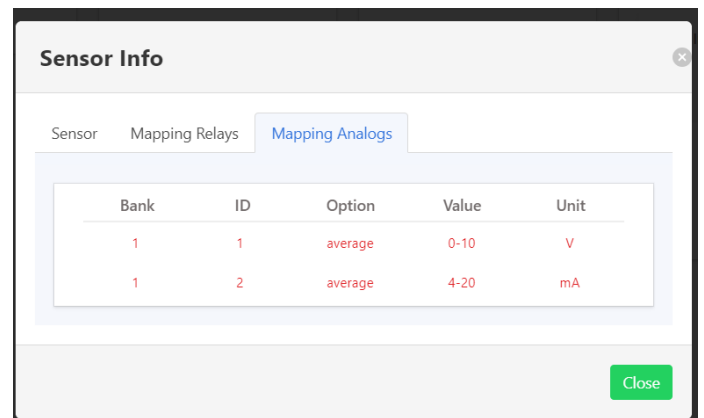 Sensor Info
Sensor Mapping Relays Mapping Analogs
Bank ID Option Value Unit
1 1 average 0-10 V
1 2 average 4-20 mA
Close